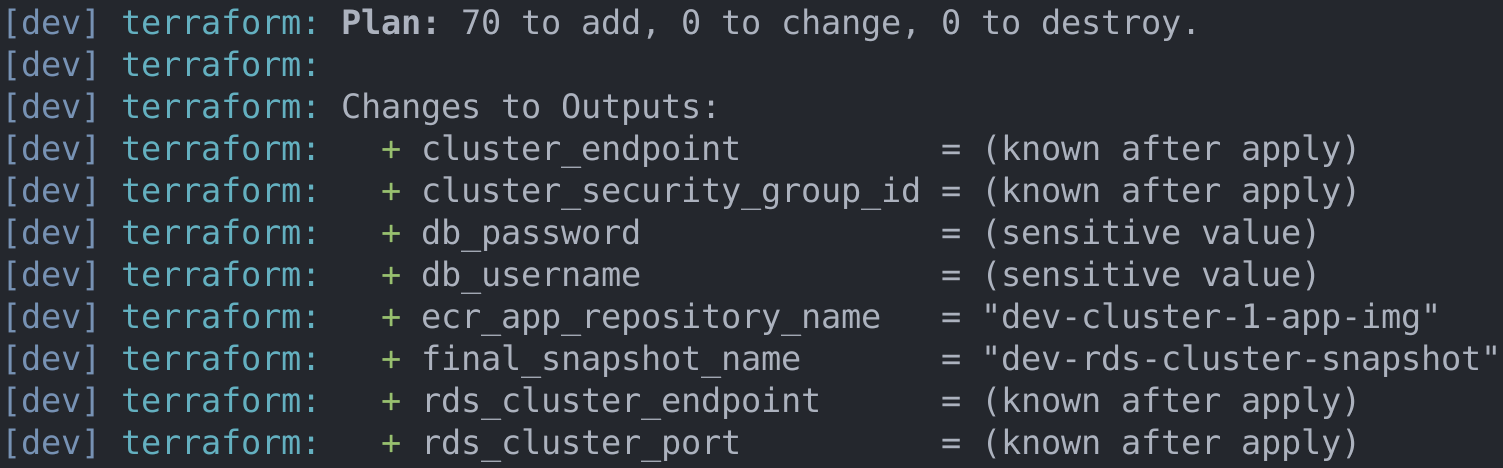 [dev] terraform: Plan: 70 to add, 0 to change, 0 to destroy.
[dev] terraform:
[dev] terraform: Changes to Outputs:
[dev] terraform:   + cluster_endpoint          = (known after apply)
[dev] terraform:   + cluster_security_group_id = (known after apply)
[dev] terraform:   + db_password               = (sensitive value)
[dev] terraform:   + db_username               = (sensitive value)
[dev] terraform:   + ecr_app_repository_name   = "dev-cluster-1-app-img"
[dev] terraform:   + final_snapshot_name       = "dev-rds-cluster-snapshot"
[dev] terraform:   + rds_cluster_endpoint      = (known after apply)
[dev] terraform:   + rds_cluster_port          = (known after apply)